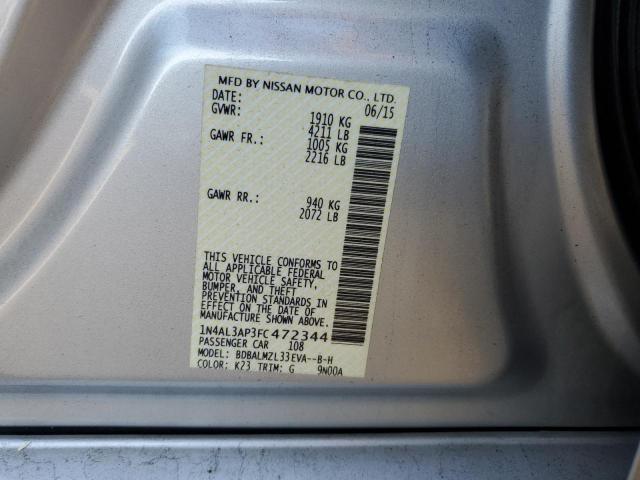 MFD BY NISSAN MOTOR CO., LTD.
DATE: 06/15
GVWR: 1910 KG
4211 LB
GAWR FR.: 1005 KG
2216 LB
GAWR RR.: 940 KG
2072 LB
THIS VEHICLE CONFORMS TO
ALL APPLICABLE FEDERAL
MOTOR VEHICLE SAFETY,
BUMPER, AND THEFT
PREVENTION STANDARDS IN
EFFECT ON THE DATE OF
MANUFACTURE SHOWN ABOVE.
1N4AL3AP3FC472344
PASSENGER CAR 108
MODEL: BDBALMZL33EVA--B-H
COLOR: K23 TRIM: G 9N00A